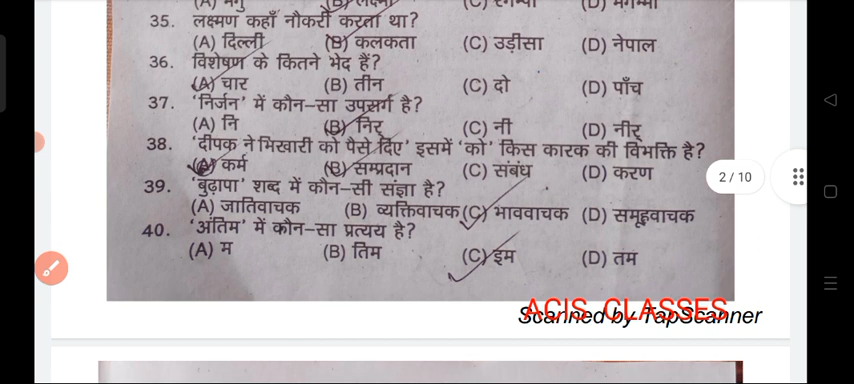 35. लक्ष्मण कहाँ नौकरी करता था?
(A) दिल्ली (B) कलकता (C) उड़ीसा (D) नेपाल
36. विशेषण के कितने भेद हैं?
(A) चार (B) तीन (C) दो (D) पाँच
37. 'निर्जन' में कौन-सा उपसर्ग है?
(A) नि (B) निर् (C) नी (D) नीर्
38. 'दीपक ने भिखारी को पैसे दिए' इसमें 'को' किस कारक की विभक्ति है?
(A) कर्म (B) सम्प्रदान (C) संबंध (D) करण
2 / 10
39. 'बुढ़ापा' शब्द में कौन-सी संज्ञा है?
(A) जातिवाचक (B) व्यक्तिवाचक (C) भाववाचक (D) समूहवाचक
40. 'अंतिम' में कौन-सा प्रत्यय है?
(A) म (B) तिम (C) इम (D) तम
ACIS CLASSES
Scanned by TapScanner